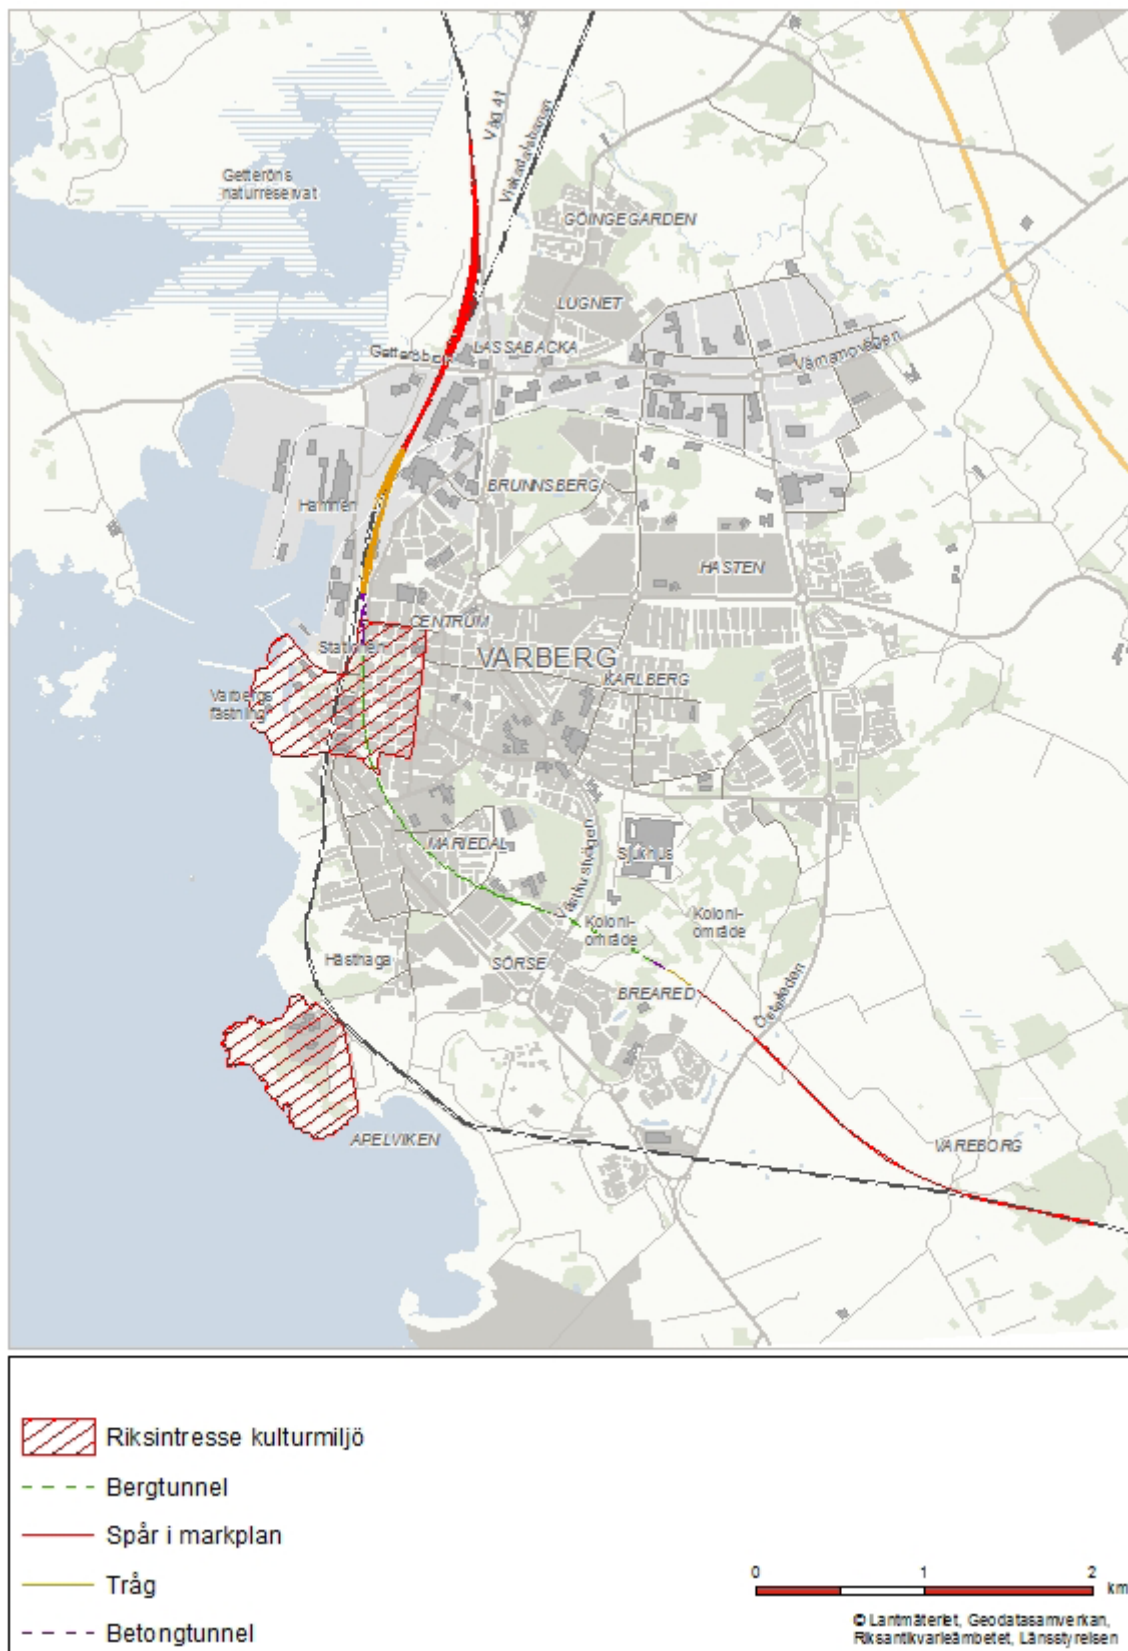 Väg 41
Viskadalsbanan
Getteröns
naturreservat
GÖINGEGÅRDEN
LUGNET
LASSABACKA
Värnamovägen
BRUNNSBERG
Hamnen
HÅSTEN
CENTRUM
Stationen
VARBERG
KARLBERG
Varbergs
fästning
MARIEDAL
Västkustvägen
Sjukhus
Koloni-
område
Koloni-
område
Hästhaga
SÖRSE
BREARED
Österleden
APELVIKEN
VAREBORG
Riksintresse kulturmiljö
Bergtunnel
Spår i markplan
Tråg
Betongtunnel
0 1 2
km
© Lantmäteriet, Geodatasamverkan,
Riksantikvarieämbetet, Länsstyrelsen